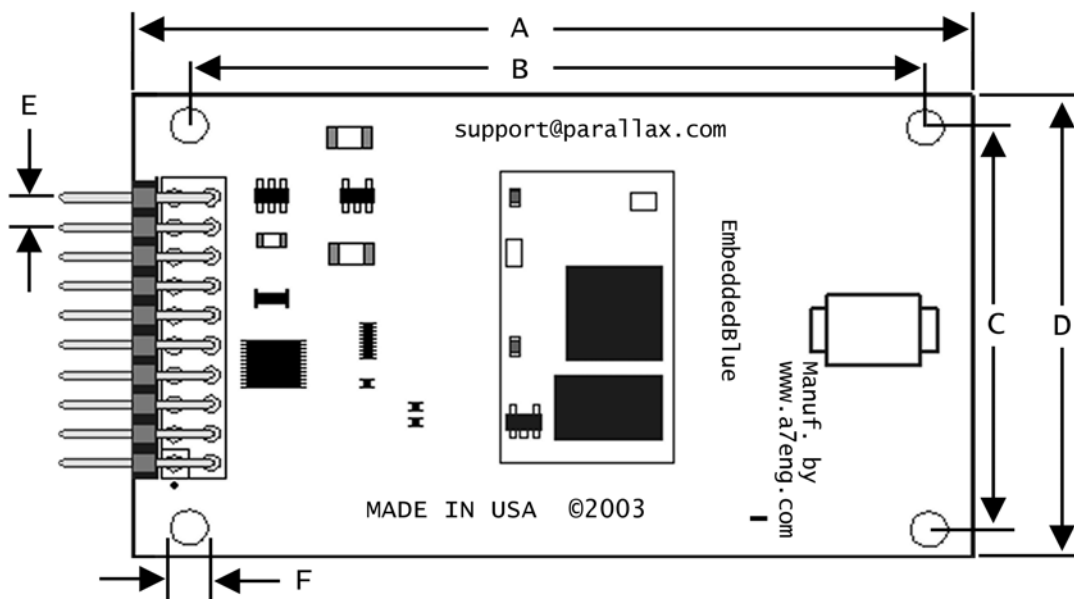 A
B
E
support@parallax.com
EmbeddedBlue
C
D
Manuf. by
www.a7eng.com
MADE IN USA ©2003
F